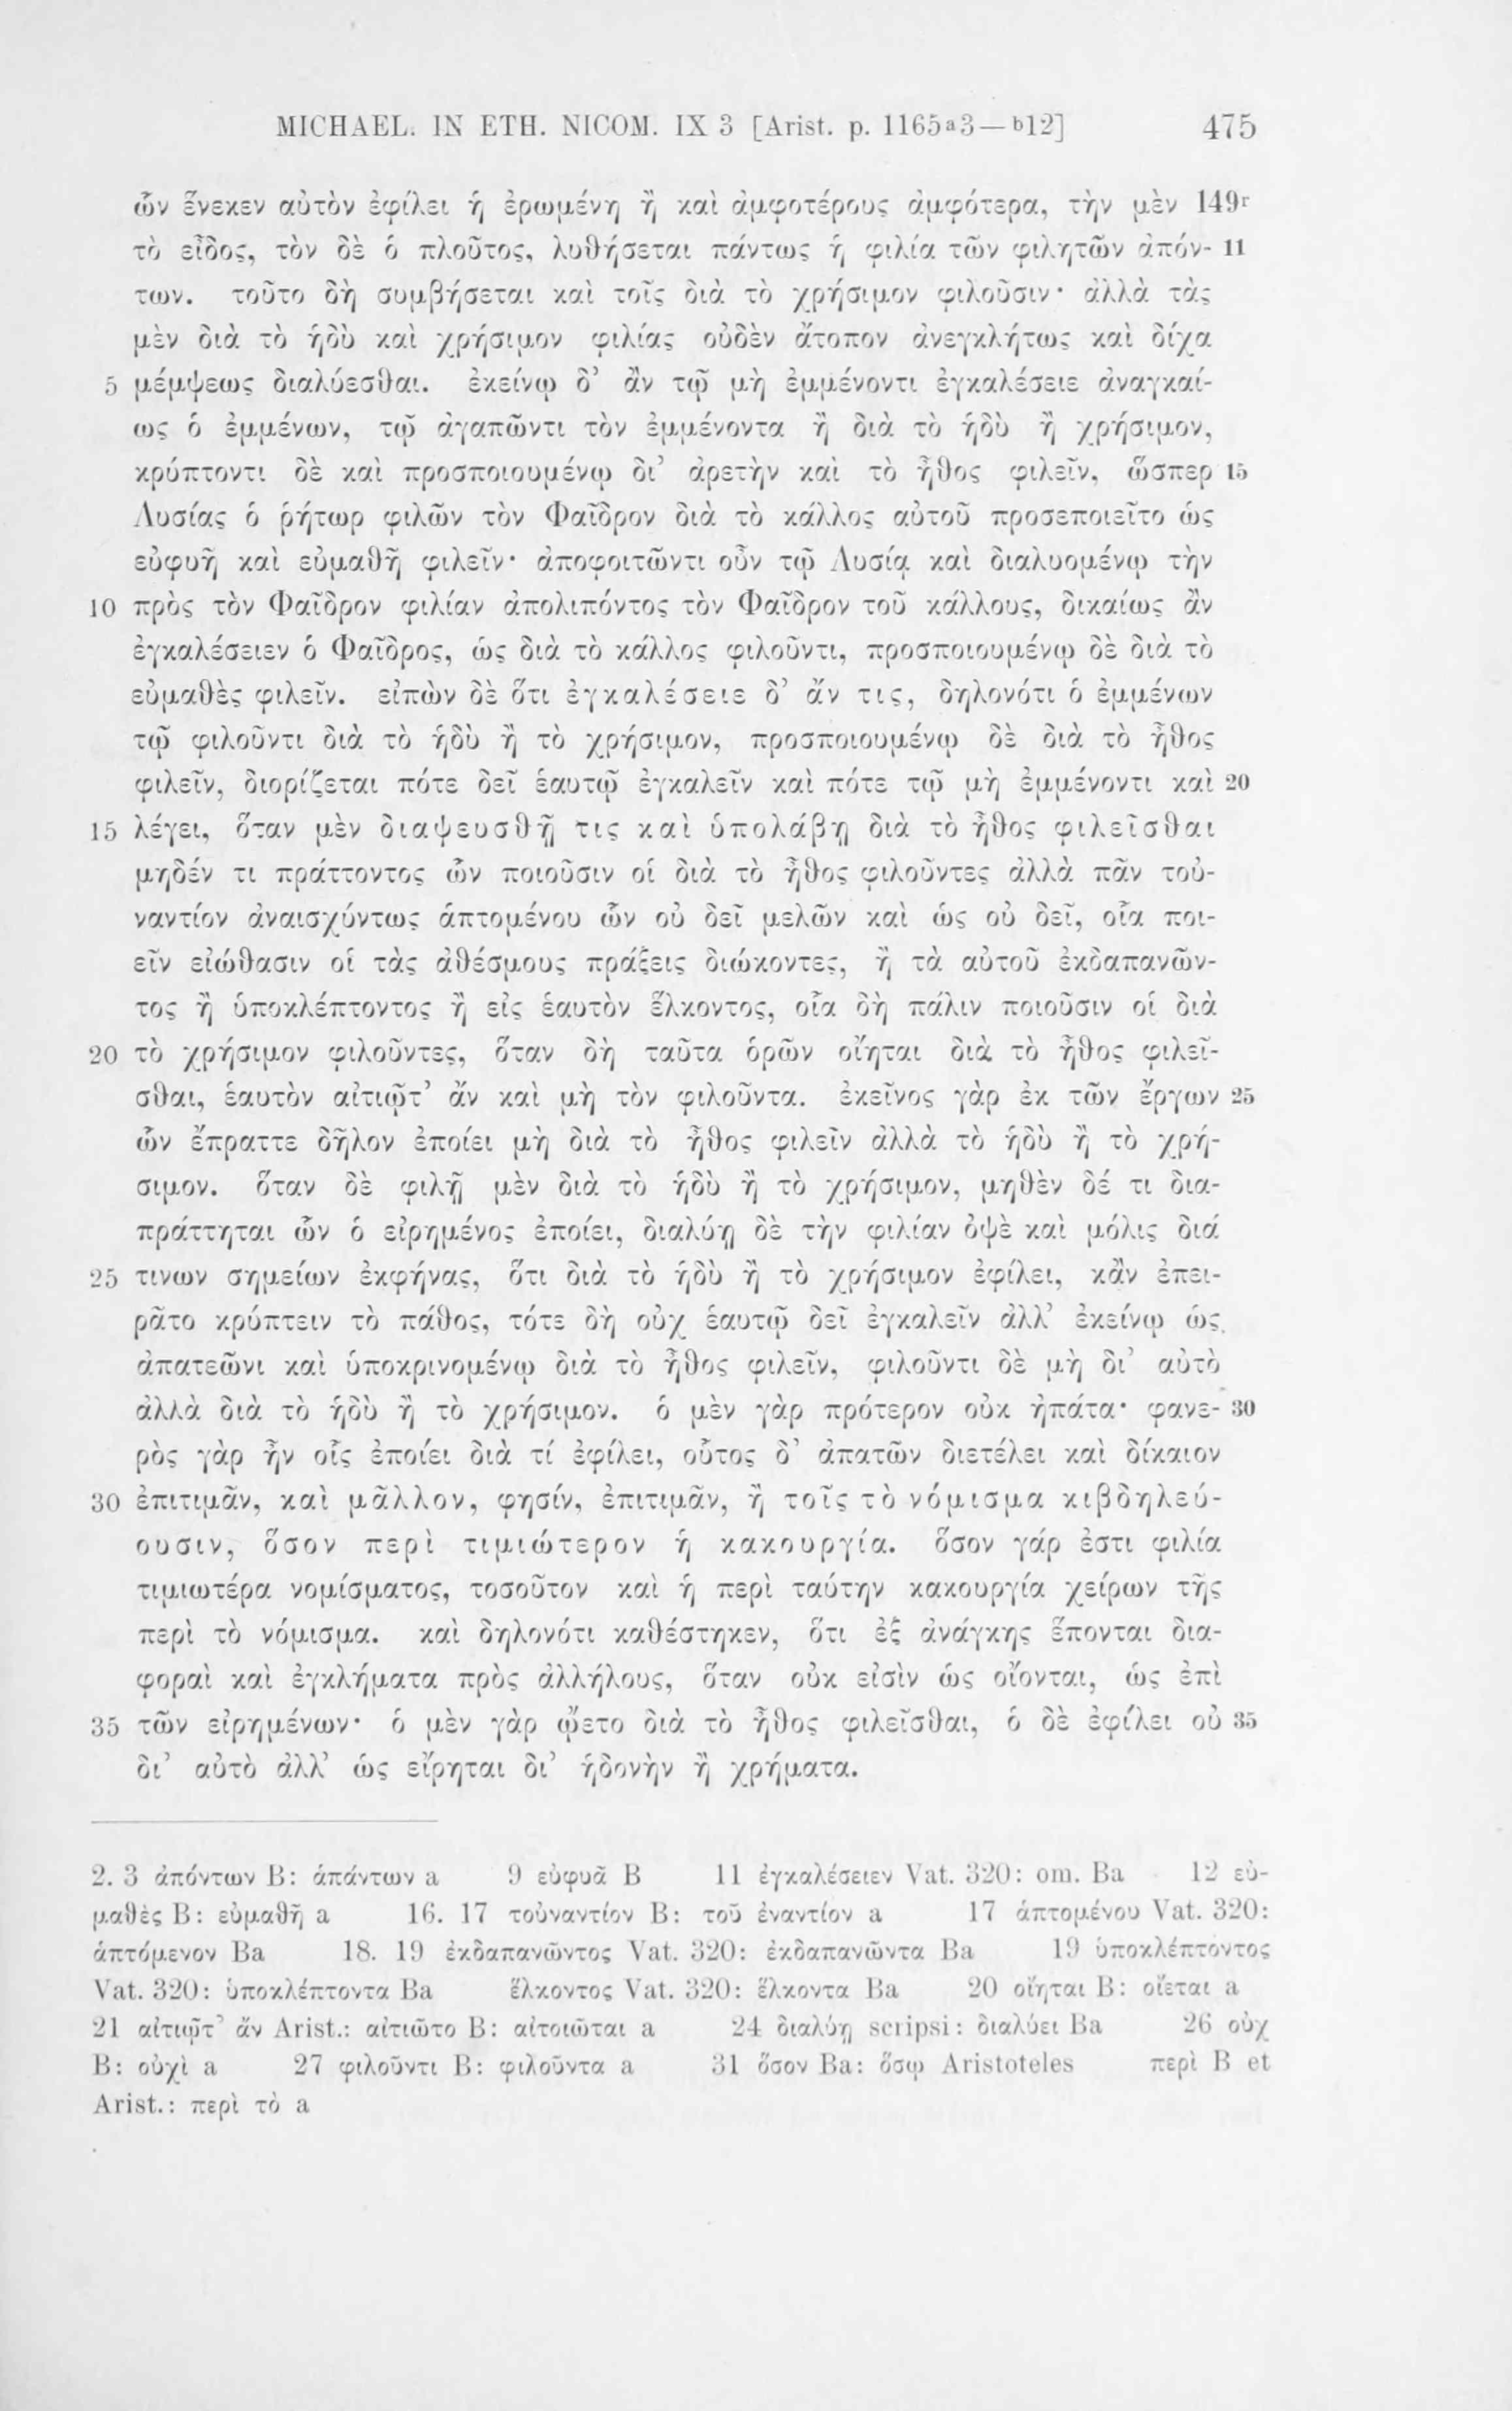 MICHAEL. IN ETH. NICOM. IX 3 [Arist. p. 1165a3—b12] 475
ὧν ἕνεκεν αὐτὸν ἐφίλει ἡ ἐρωμένη ἢ καὶ ἀμφοτέρους ἀμφότερα, τὴν μὲν 149r
τὸ εἶδος, τὸν δὲ ὁ πλοῦτος, λυθήσεται πάντως ἡ φιλία τῶν φιλητῶν ἀπόν- 11
των. τοῦτο δὴ συμβήσεται καὶ τοῖς διὰ τὸ χρήσιμον φιλοῦσιν· ἀλλὰ τὰς
μὲν διὰ τὸ ἡδὺ καὶ χρήσιμον φιλίας οὐδὲν ἄτοπον ἀνεγκλήτως καὶ δίχα
5 μέμψεως διαλύεσθαι. ἐκείνῳ δ’ ἂν τῷ μὴ ἐμμένοντι ἐγκαλέσειε ἀναγκαί-
ως ὁ ἐμμένων, τῷ ἀγαπῶντι τὸν ἐμμένοντα ἢ διὰ τὸ ἡδὺ ἢ χρήσιμον,
κρύπτοντι δὲ καὶ προσποιουμένῳ δι’ ἀρετὴν καὶ τὸ ἦθος φιλεῖν, ὥσπερ 15
Λυσίας ὁ ῥήτωρ φιλῶν τὸν Φαῖδρον διὰ τὸ κάλλος αὐτοῦ προσεποιεῖτο ὡς
εὐφυῆ καὶ εὐμαθῆ φιλεῖν· ἀποφοιτῶντι οὖν τῷ Λυσίᾳ καὶ διαλυομένῳ τὴν
10 πρὸς τὸν Φαῖδρον φιλίαν ἀπολιπόντος τὸν Φαῖδρον τοῦ κάλλους, δικαίως ἂν
ἐγκαλέσειεν ὁ Φαῖδρος, ὡς διὰ τὸ κάλλος φιλοῦντι, προσποιουμένῳ δὲ διὰ τὸ
εὐμαθὲς φιλεῖν. εἰπὼν δὲ ὅτι ἐγκαλέσειε δ’ ἄν τις, δηλονότι ὁ ἐμμένων
τῷ φιλοῦντι διὰ τὸ ἡδὺ ἢ τὸ χρήσιμον, προσποιουμένῳ δὲ διὰ τὸ ἦθος
φιλεῖν, διορίζεται πότε δεῖ ἑαυτῷ ἐγκαλεῖν καὶ πότε τῷ μὴ ἐμμένοντι καὶ 20
15 λέγει, ὅταν μὲν διαψευσθῇ τις καὶ ὑπολάβῃ διὰ τὸ ἦθος φιλεῖσθαι
μηδέν τι πράττοντος ὧν ποιοῦσιν οἱ διὰ τὸ ἦθος φιλοῦντες ἀλλὰ πᾶν τοὐ-
ναντίον ἀναισχύντως ἁπτομένου ὧν οὐ δεῖ μελῶν καὶ ὡς οὐ δεῖ, οἷα ποι-
εῖν εἰώθασιν οἱ τὰς ἀθέσμους πράξεις διώκοντες, ἢ τὰ αὑτοῦ ἐκδαπανῶν-
τος ἢ ὑποκλέπτοντος ἢ εἰς ἑαυτὸν ἕλκοντος, οἷα δὴ πάλιν ποιοῦσιν οἱ διὰ
20 τὸ χρήσιμον φιλοῦντες, ὅταν δὴ ταῦτα ὁρῶν οἴηται διὰ τὸ ἦθος φιλεῖ-
σθαι, ἑαυτὸν αἰτιῷτ’ ἄν καὶ μὴ τὸν φιλοῦντα. ἐκεῖνος γὰρ ἐκ τῶν ἔργων 25
ὧν ἔπραττε δῆλον ἐποίει μὴ διὰ τὸ ἦθος φιλεῖν ἀλλὰ τὸ ἡδὺ ἢ τὸ χρή-
σιμον. ὅταν δὲ φιλῇ μὲν διὰ τὸ ἡδὺ ἢ τὸ χρήσιμον, μηθὲν δέ τι δια-
πράττηται ὧν ὁ εἰρημένος ἐποίει, διαλύῃ δὲ τὴν φιλίαν ὀψὲ καὶ μόλις διά
25 τινων σημείων ἐκφήνας, ὅτι διὰ τὸ ἡδὺ ἢ τὸ χρήσιμον ἐφίλει, κἂν ἐπει-
ρᾶτο κρύπτειν τὸ πάθος, τότε δὴ οὐχ ἑαυτῷ δεῖ ἐγκαλεῖν ἀλλ’ ἐκείνῳ ὡς
ἀπατεῶνι καὶ ὑποκρινομένῳ διὰ τὸ ἦθος φιλεῖν, φιλοῦντι δὲ μὴ δι’ αὐτὸ
ἀλλὰ διὰ τὸ ἡδὺ ἢ τὸ χρήσιμον. ὁ μὲν γὰρ πρότερον οὐκ ἠπάτα· φανε- 30
ρὸς γὰρ ἦν οἷς ἐποίει διὰ τί ἐφίλει, οὗτος δ’ ἀπατῶν διετέλει καὶ δίκαιον
30 ἐπιτιμᾶν, καὶ μᾶλλον, φησίν, ἐπιτιμᾶν, ἢ τοῖς τὸ νόμισμα κιβδηλεύ-
ουσιν, ὅσον περὶ τιμιώτερον ἡ κακουργία. ὅσον γάρ ἐστι φιλία
τιμιωτέρα νομίσματος, τοσοῦτον καὶ ἡ περὶ ταύτην κακουργία χείρων τῆς
περὶ τὸ νόμισμα. καὶ δηλονότι καθέστηκεν, ὅτι ἐξ ἀνάγκης ἕπονται δια-
φοραὶ καὶ ἐγκλήματα πρὸς ἀλλήλους, ὅταν οὐκ εἰσὶν ὡς οἴονται, ὡς ἐπὶ
35 τῶν εἰρημένων· ὁ μὲν γὰρ ᾤετο διὰ τὸ ἦθος φιλεῖσθαι, ὁ δὲ ἐφίλει οὐ 35
δι’ αὐτὸ ἀλλ’ ὡς εἴρηται δι’ ἡδονὴν ἢ χρήματα.
2. 3 ἀπόντων B: ἁπάντων a 9 εὐφυᾶ B 11 ἐγκαλέσειεν Vat. 320: om. Ba 12 εὐ-
μαθὲς B: εὐμαθῆ a 16. 17 τοὐναντίον B: τοῦ ἐναντίον a 17 ἁπτομένου Vat. 320:
ἁπτόμενον Ba 18. 19 ἐκδαπανῶντος Vat. 320: ἐκδαπανῶντα Ba 19 ὑποκλέπτοντος
Vat. 320: ὑποκλέπτοντα Ba ἕλκοντος Vat. 320: ἕλκοντα Ba 20 οἴηται B: οἴεται a
21 αἰτιῷτ’ ἄν Arist.: αἰτιῶτο B: αἰτοιῶται a 24 διαλύῃ scripsi: διαλύει Ba 26 οὐχ
B: οὐχὶ a 27 φιλοῦντι B: φιλοῦντα a 31 ὅσον Ba: ὅσῳ Aristoteles περὶ B et
Arist.: περὶ τὸ a